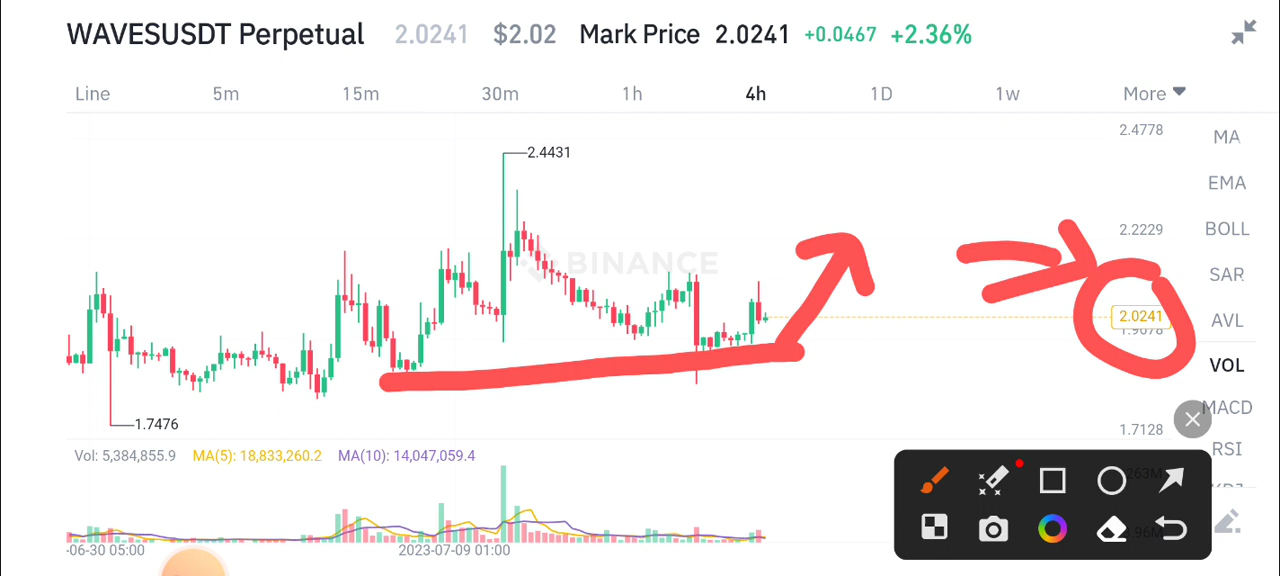 WAVESUSDT Perpetual 2.0241 $2.02 Mark Price 2.0241 +0.0467 +2.36%
Line 5m 15m 30m 1h 4h 1D 1w More
2.4778
MA
2.4431
EMA
2.2229
BOLL
BINANCE
SAR
2.0241
AVL
1.9678
VOL
MACD
1.7476
1.7128
RSI
Vol: 5,384,855.9 MA(5): 18,833,260.2 MA(10): 14,047,059.4
-06-30 05:00 2023-07-09 01:00